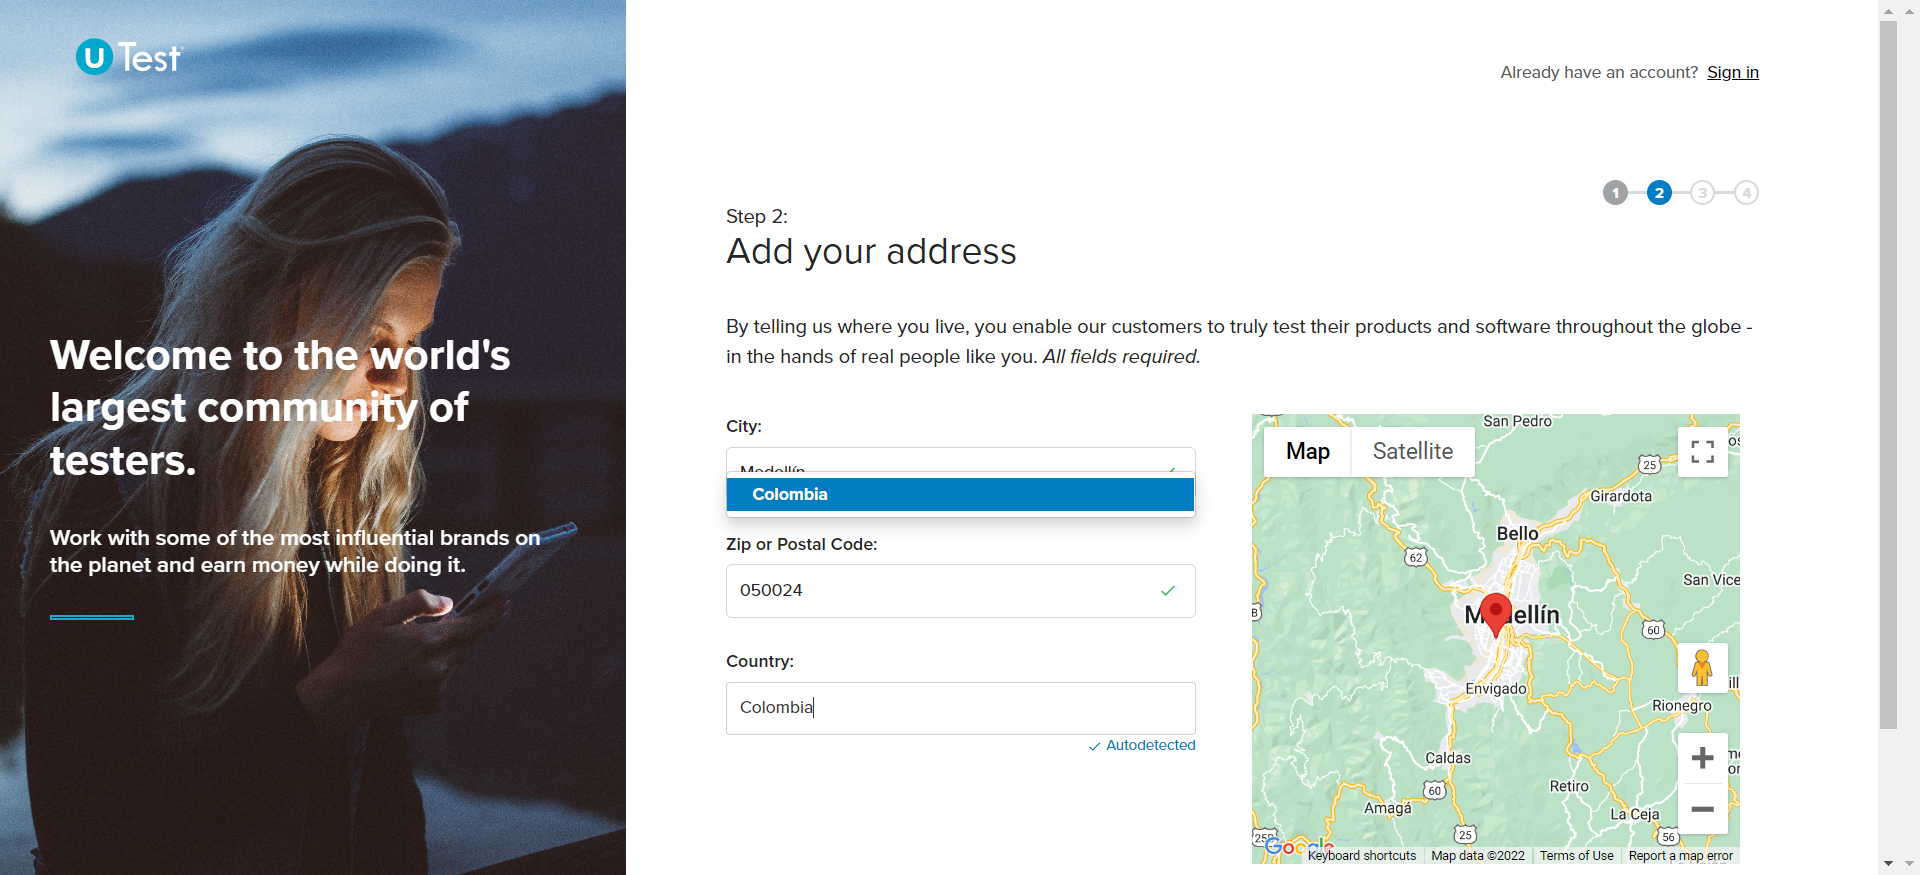 U Test
Already have an account? Sign in
1 2 3 4
Step 2:
Add your address
Welcome to the world's
largest community of
testers.
Work with some of the most influential brands on
the planet and earn money while doing it.
By telling us where you live, you enable our customers to truly test their products and software throughout the globe -
in the hands of real people like you. All fields required.
City:
Medellín
Colombia
Zip or Postal Code:
050024
Country:
Colombia
Autodetected
Map Satellite
San Pedro
25
Girardota
Bello
62
San Vice
Medellín
60
Envigado
Rionegro
Caldas
60
Retiro
Amagá
La Ceja
25
56
25B
Google
Keyboard shortcuts Map data ©2022 Terms of Use Report a map error